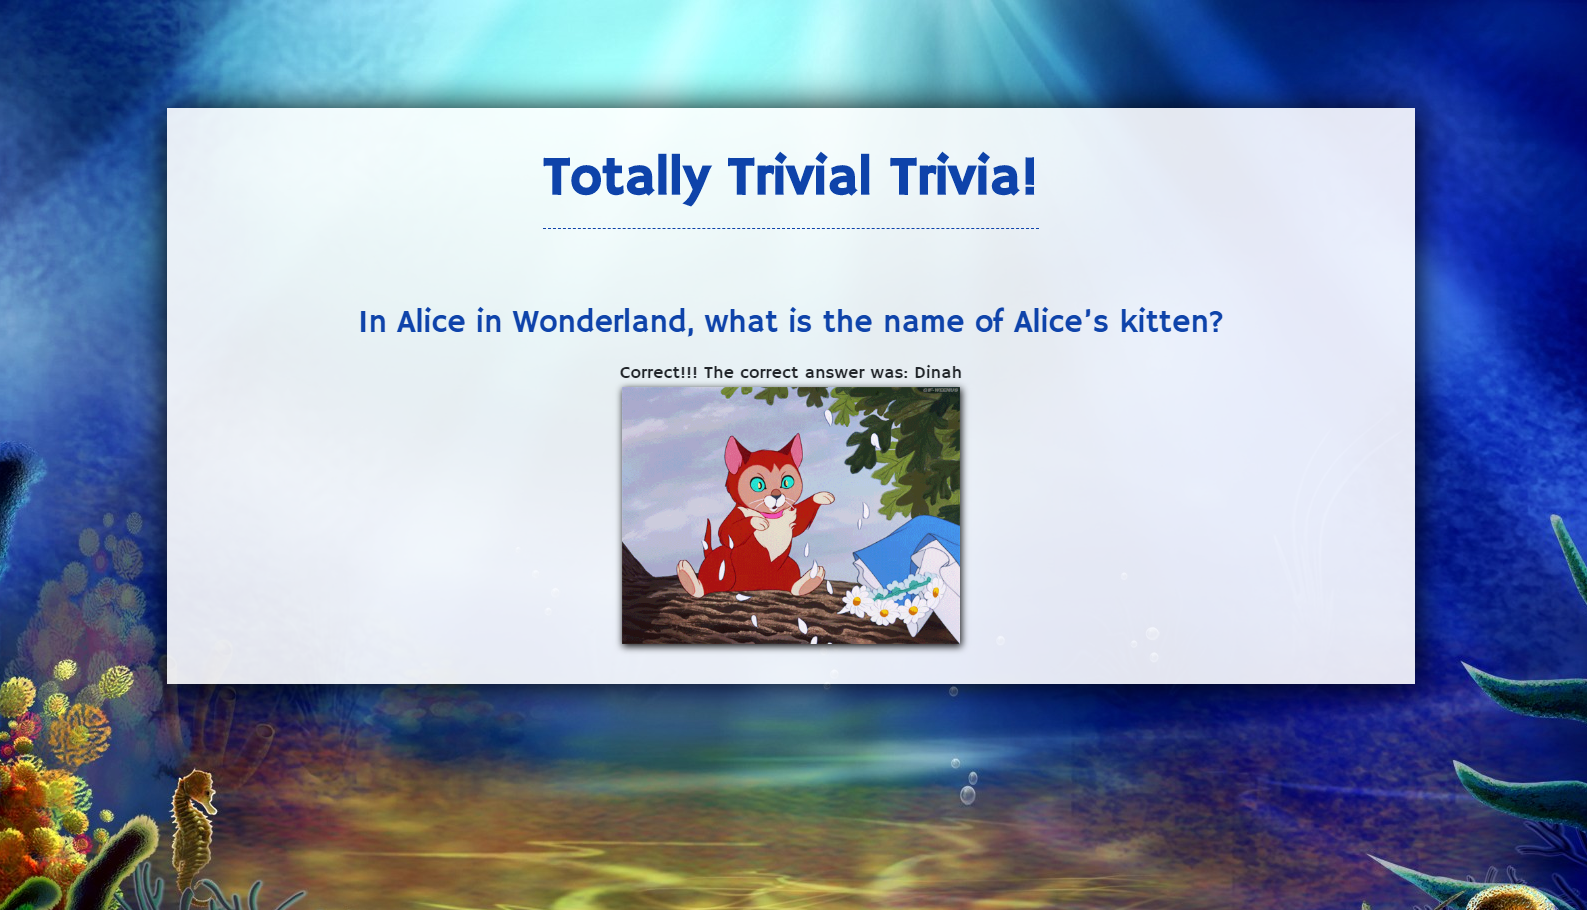 Totally Trivial Trivia!
In Alice in Wonderland, what is the name of Alice's kitten?
Correct!!! The correct answer was: Dinah